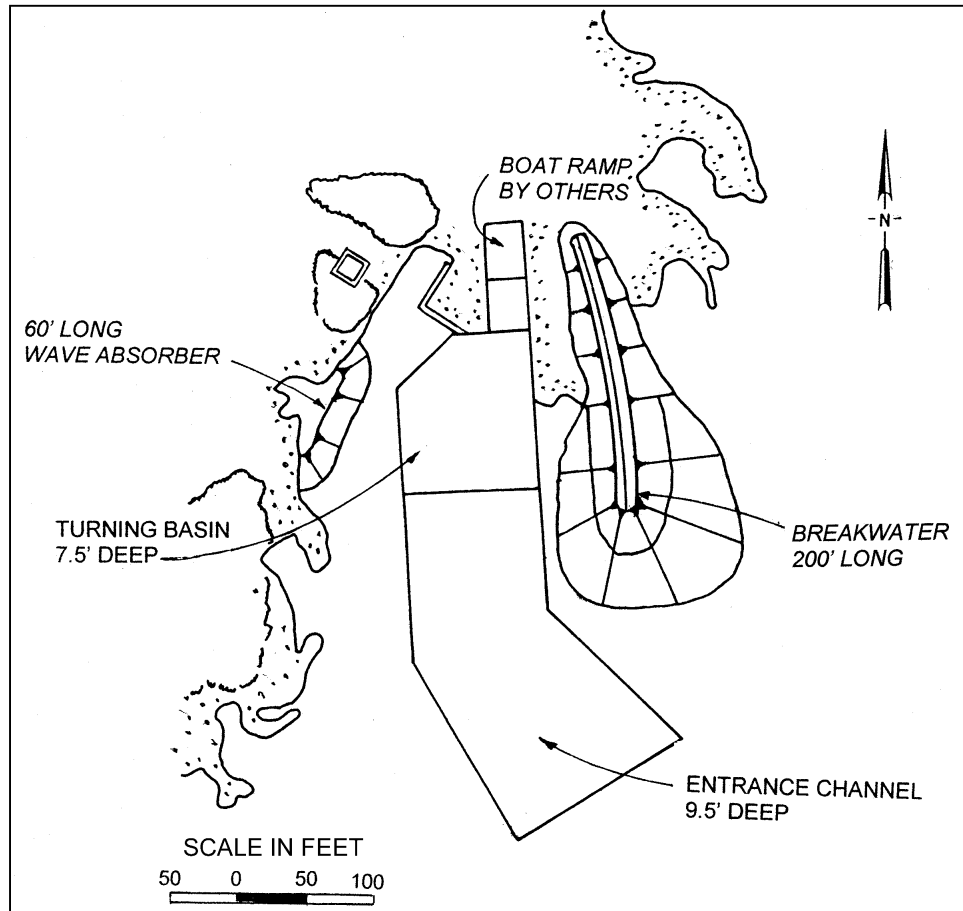 BOAT RAMP
BY OTHERS
-N-
60' LONG
WAVE ABSORBER
TURNING BASIN
7.5' DEEP
BREAKWATER
200' LONG
ENTRANCE CHANNEL
9.5' DEEP
SCALE IN FEET
50 0 50 100